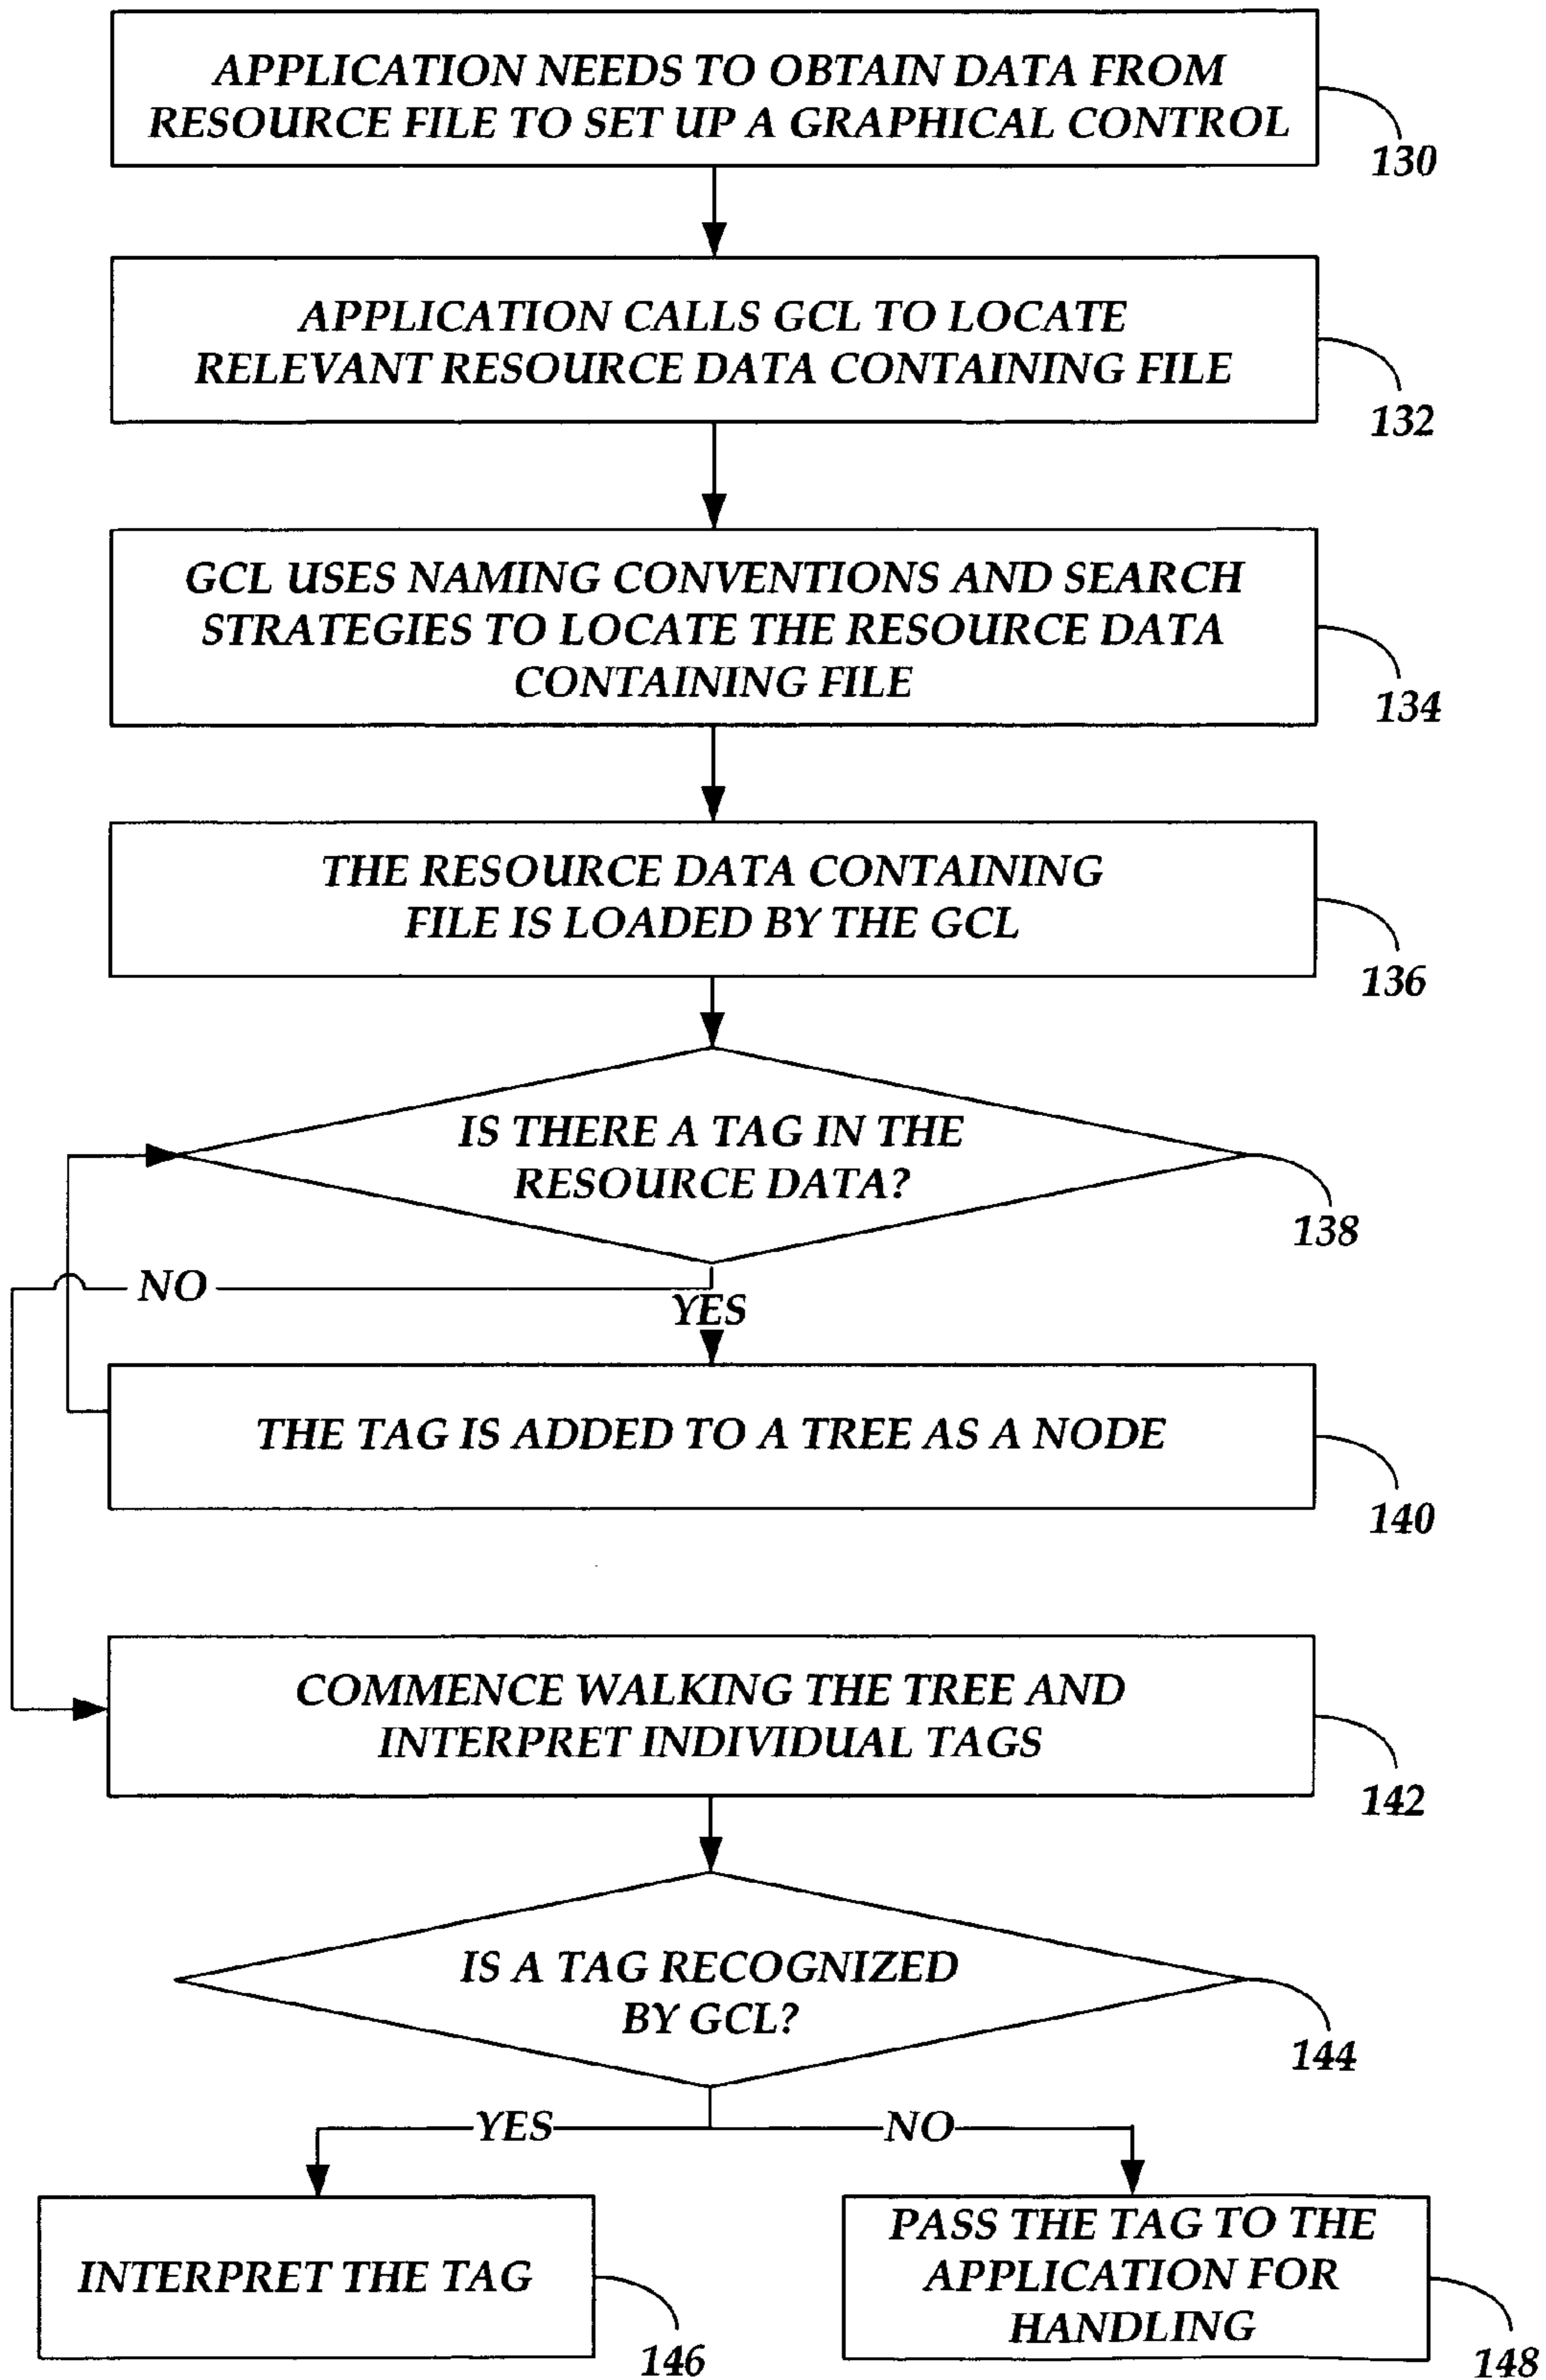 APPLICATION NEEDS TO OBTAIN DATA FROM
RESOURCE FILE TO SET UP A GRAPHICAL CONTROL
130
APPLICATION CALLS GCL TO LOCATE
RELEVANT RESOURCE DATA CONTAINING FILE
132
GCL USES NAMING CONVENTIONS AND SEARCH
STRATEGIES TO LOCATE THE RESOURCE DATA
CONTAINING FILE
134
THE RESOURCE DATA CONTAINING
FILE IS LOADED BY THE GCL
136
IS THERE A TAG IN THE
RESOURCE DATA?
138
NO
YES
THE TAG IS ADDED TO A TREE AS A NODE
140
COMMENCE WALKING THE TREE AND
INTERPRET INDIVIDUAL TAGS
142
IS A TAG RECOGNIZED
BY GCL?
144
YES
NO
INTERPRET THE TAG
146
PASS THE TAG TO THE
APPLICATION FOR
HANDLING
148